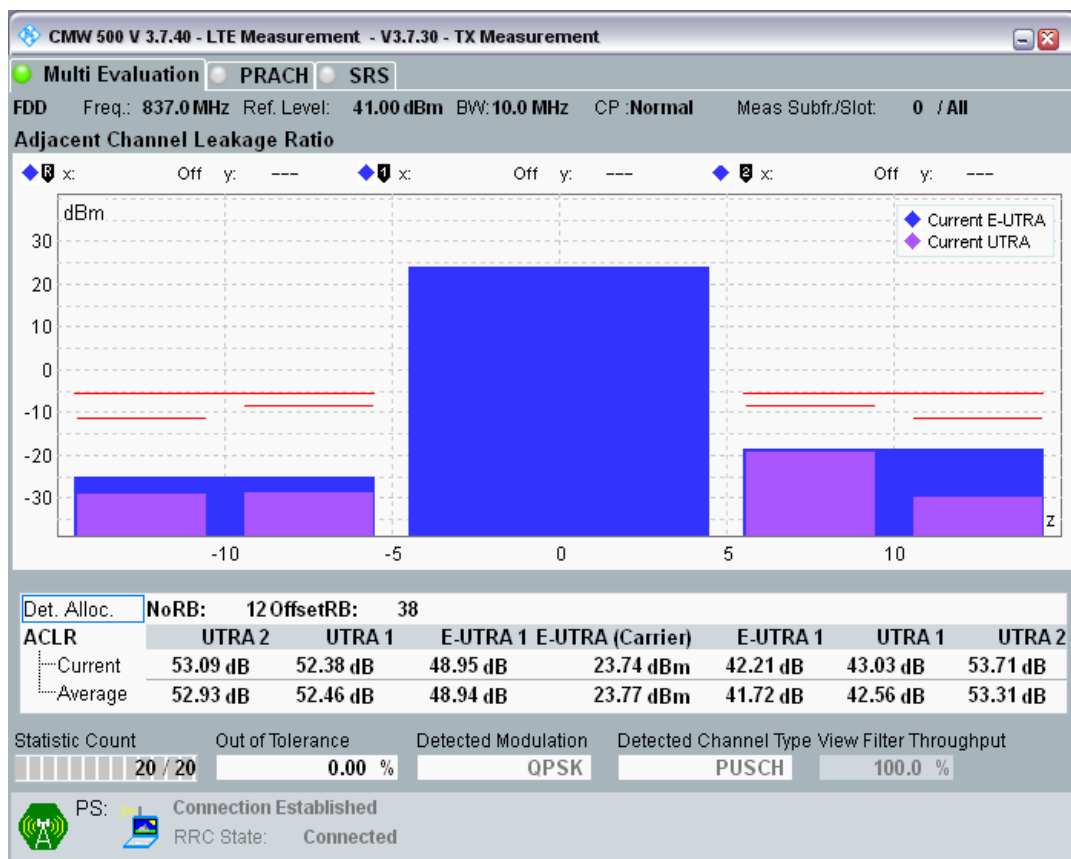 CMW 500 V 3.7.40 - LTE Measurement - V3.7.30 - TX Measurement
Multi Evaluation PRACH SRS
FDD Freq.: 837.0 MHz Ref. Level: 41.00 dBm BW: 10.0 MHz CP :Normal Meas Subfr./Slot: 0 / All
Adjacent Channel Leakage Ratio
R x: Off y: --- 1 x: Off y: --- 2 x: Off y: ---
dBm
Current E-UTRA
Current UTRA
30
20
10
0
-10
-20
-30
z
-10 -5 0 5 10
Det. Alloc. NoRB: 12 OffsetRB: 38
ACLR UTRA 2 UTRA 1 E-UTRA 1 E-UTRA (Carrier) E-UTRA 1 UTRA 1 UTRA 2
Current 53.09 dB 52.38 dB 48.95 dB 23.74 dBm 42.21 dB 43.03 dB 53.71 dB
Average 52.93 dB 52.46 dB 48.94 dB 23.77 dBm 41.72 dB 42.56 dB 53.31 dB
Statistic Count Out of Tolerance Detected Modulation Detected Channel Type View Filter Throughput
20 / 20 0.00 % QPSK PUSCH 100.0 %
PS: Connection Established
RRC State: Connected